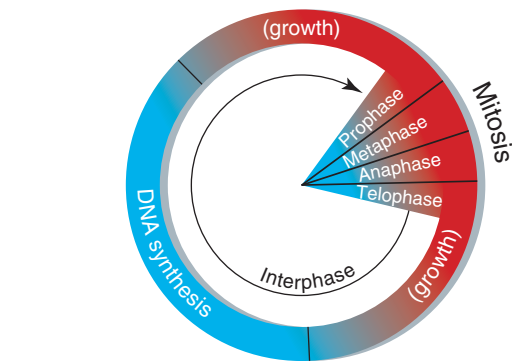 (growth)
Prophase
Metaphase
Anaphase
Telophase
Mitosis
DNA synthesis
Interphase
(growth)